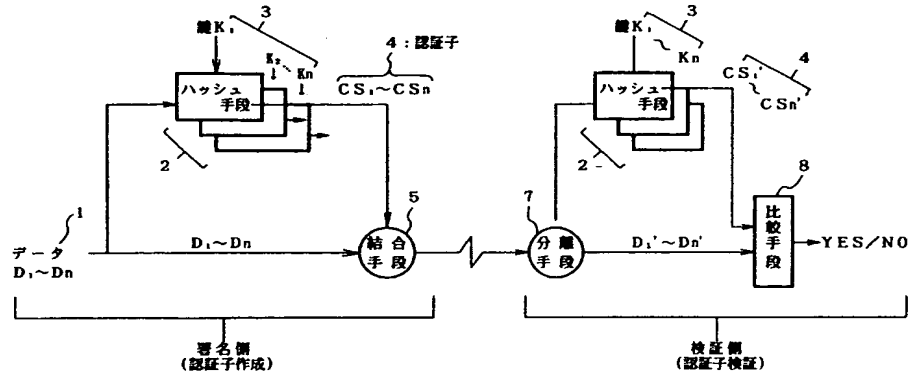 鍵K₁
3
K₂～Kn
4：認証子
CS₁～CSn
ハッシュ
手段
2
1
データ
D₁～Dn
D₁～Dn
5
結合
手段
署名側
(認証子作成)
鍵K₁
～Kn
3
ハッシュ
手段
2
CS₁'
～CSn'
4
7
分離
手段
D₁'～Dn'
8
比較手段
YES／NO
検証側
(認証子検証)